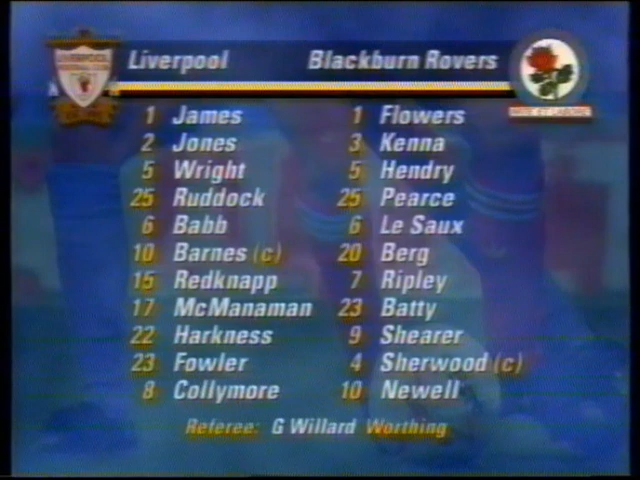 Liverpool Blackburn Rovers
1 James 1 Flowers
2 Jones 3 Kenna
5 Wright 5 Hendry
25 Ruddock 25 Pearce
6 Babb 6 Le Saux
10 Barnes (c) 20 Berg
15 Redknapp 7 Ripley
17 McManaman 23 Batty
22 Harkness 9 Shearer
23 Fowler 4 Sherwood (c)
8 Collymore 10 Newell
Referee: G Willard Worthing